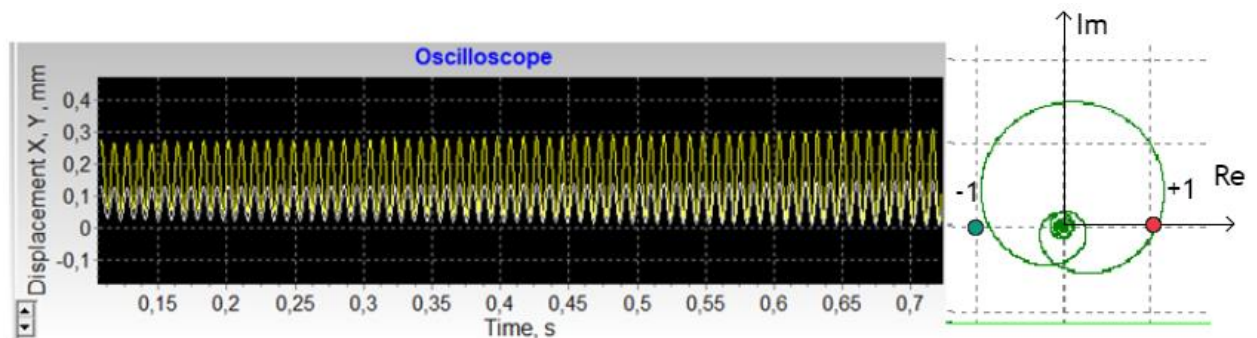 Oscilloscope
Displacement X, Y , mm
0,4
0,3
0,2
0,1
0
-0,1
0,15 0,2 0,25 0,3 0,35 0,4 0,45 0,5 0,55 0,6 0,65 0,7
Time, s
Im
-1
+1
Re